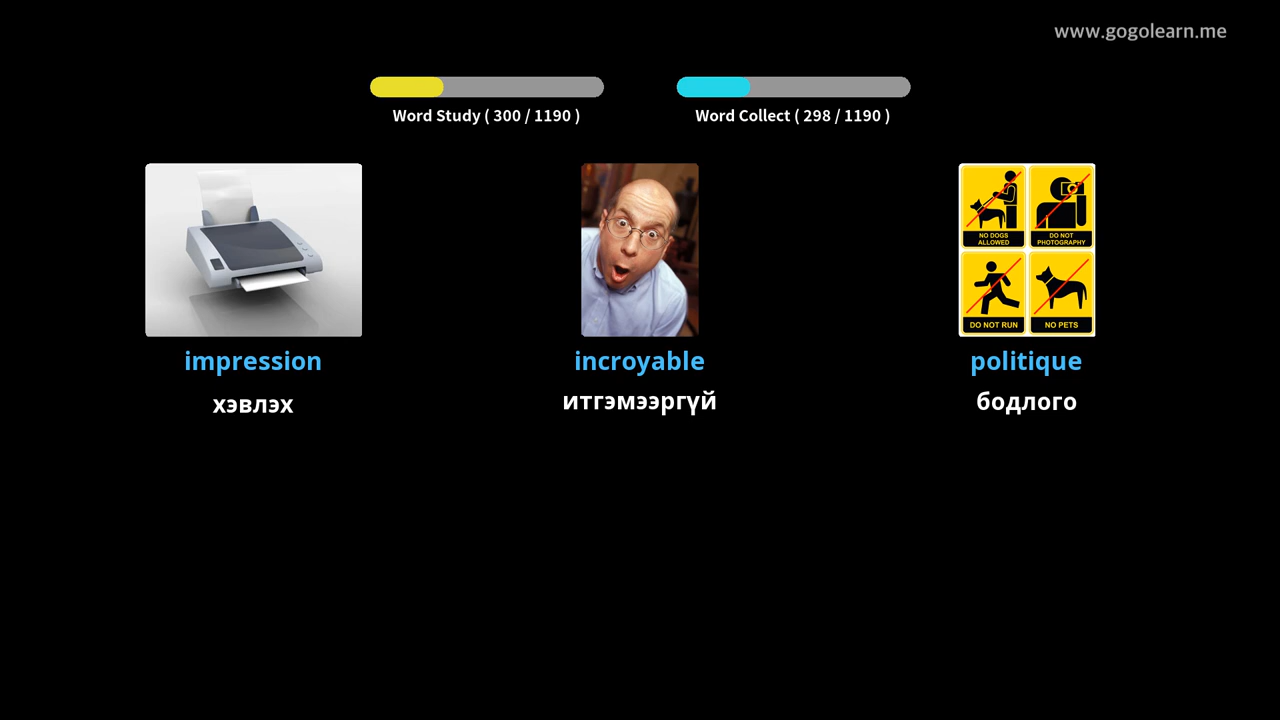 www.gogolearn.me
Word Study ( 300 / 1190 )
Word Collect ( 298 / 1190 )
NO DOGS
ALLOWED
DO NOT
PHOTOGRAPHY
DO NOT RUN
NO PETS
impression
incroyable
politique
хэвлэх
итгэмээргүй
бодлого